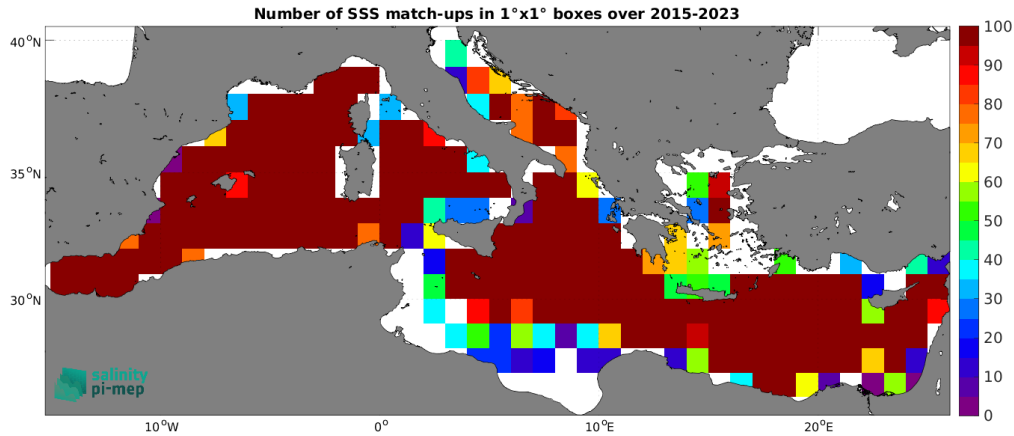 Number of SSS match-ups in 1°x1° boxes over 2015-2023
40°N
35°N
30°N
10°W
0°
10°E
20°E
100
90
80
70
60
50
40
30
20
10
0
salinity
pi-mep